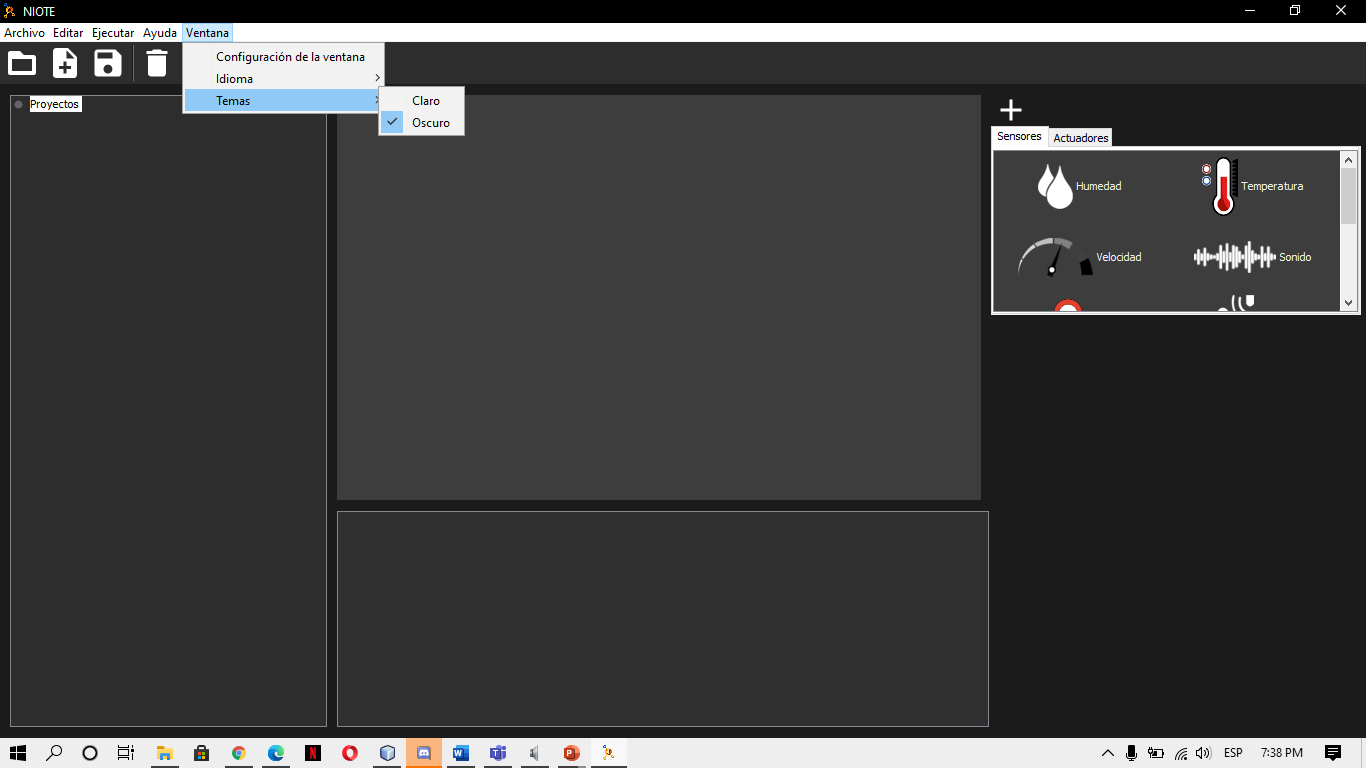 NIOTE
Archivo Editar Ejecutar Ayuda Ventana
Configuración de la ventana
Idioma
Temas
Claro
Oscuro
Proyectos
Sensores Actuadores
Humedad Temperatura
Velocidad Sonido
ESP 7:38 PM